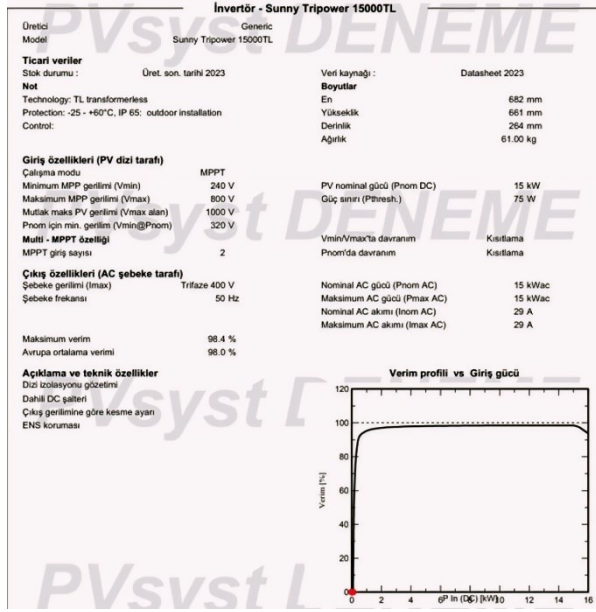 İnvertör - Sunny Tripower 15000TL
PVsyst DENEME
Üretici Generic
Model Sunny Tripower 15000TL
Ticari veriler
Stok durumu : Üret. son. tarihi 2023 Veri kaynağı : Datasheet 2023
Not Boyutlar
Technology: TL transformerless En 682 mm
Protection: -25 - +60°C, IP 65: outdoor installation Yükseklik 661 mm
Control: Derinlik 264 mm
Ağırlık 61.00 kg
Giriş özellikleri (PV dizi tarafı)
Çalışma modu MPPT
Minimum MPP gerilimi (Vmin) 240 V PV nominal gücü (Pnom DC) 15 kW
Maksimum MPP gerilimi (Vmax) 800 V Güç sınırı (Pthresh.) 75 W
Mutlak maks PV gerilimi (Vmax alan) 1000 V
Pnom için min. gerilim (Vmin@Pnom) 320 V
PVsyst DENEME
Multi - MPPT özelliği Vmin/Vmax'ta davranım Kısıtlama
MPPT giriş sayısı 2 Pnom'da davranım Kısıtlama
Çıkış özellikleri (AC şebeke tarafı)
Şebeke gerilimi (Imax) Trifaze 400 V Nominal AC gücü (Pnom AC) 15 kWac
Şebeke frekansı 50 Hz Maksimum AC gücü (Pmax AC) 15 kWac
Nominal AC akımı (Inom AC) 29 A
Maksimum AC akımı (Imax AC) 29 A
Maksimum verim 98.4 %
Avrupa ortalama verimi 98.0 %
Açıklama ve teknik özellikler
Dizi izolasyonu gözetimi
Dahili DC şalteri
Çıkış gerilimine göre kesme ayarı
ENS koruması
PVsyst DENEME
Verim profili vs Giriş gücü
120
100
80
60
40
20
0
Verim [%]
0 2 4 6 8 10 12 14 16
P In (DC) [kW]
PVsyst